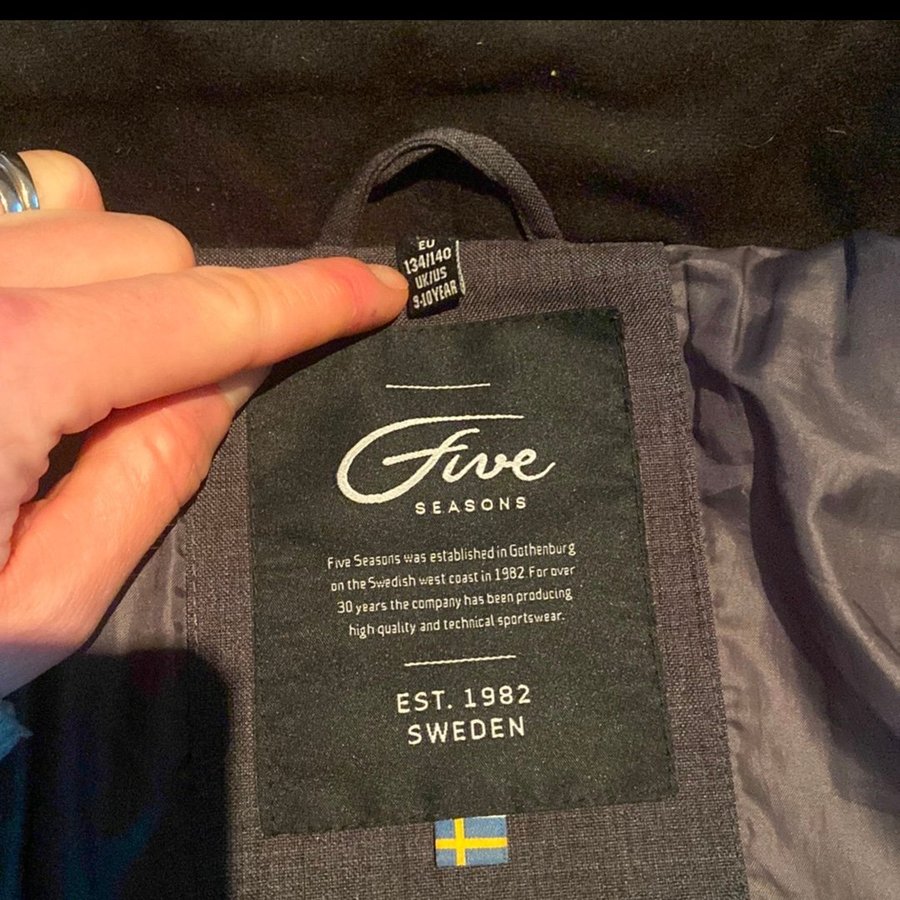 EU
134/140
UK/US
9-10YEAR
Five
SEASONS
Five Seasons was established in Gothenburg
on the Swedish west coast in 1982. For over
30 years the company has been producing
high quality and technical sportswear.
EST. 1982
SWEDEN